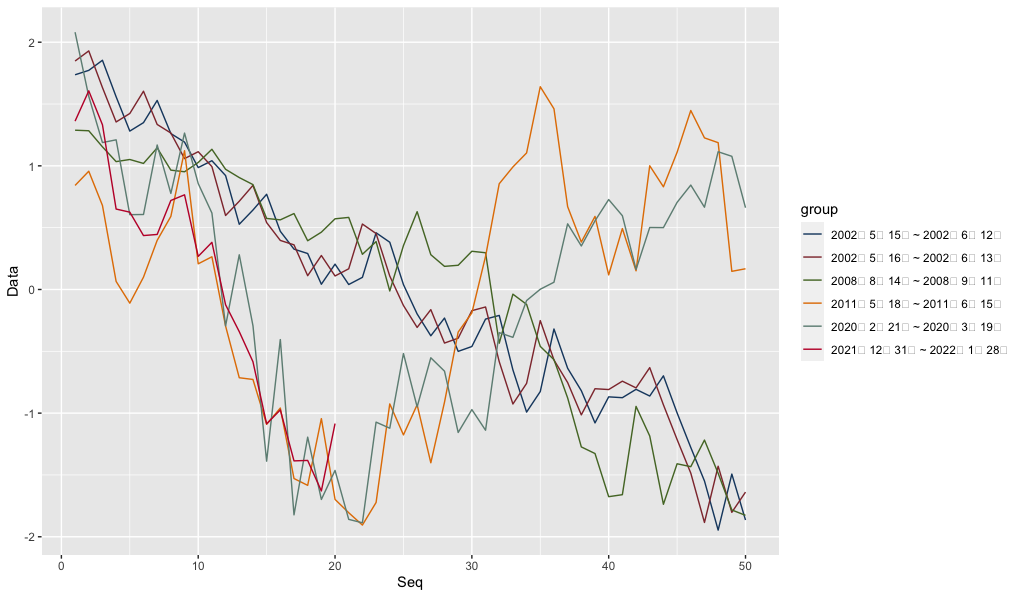 2
1
0
-1
-2
Data
0 10 20 30 40 50
Seq
group
2002□ 5□ 15□ ~ 2002□ 6□ 12□
2002□ 5□ 16□ ~ 2002□ 6□ 13□
2008□ 8□ 14□ ~ 2008□ 9□ 11□
2011□ 5□ 18□ ~ 2011□ 6□ 15□
2020□ 2□ 21□ ~ 2020□ 3□ 19□
2021□ 12□ 31□ ~ 2022□ 1□ 28□